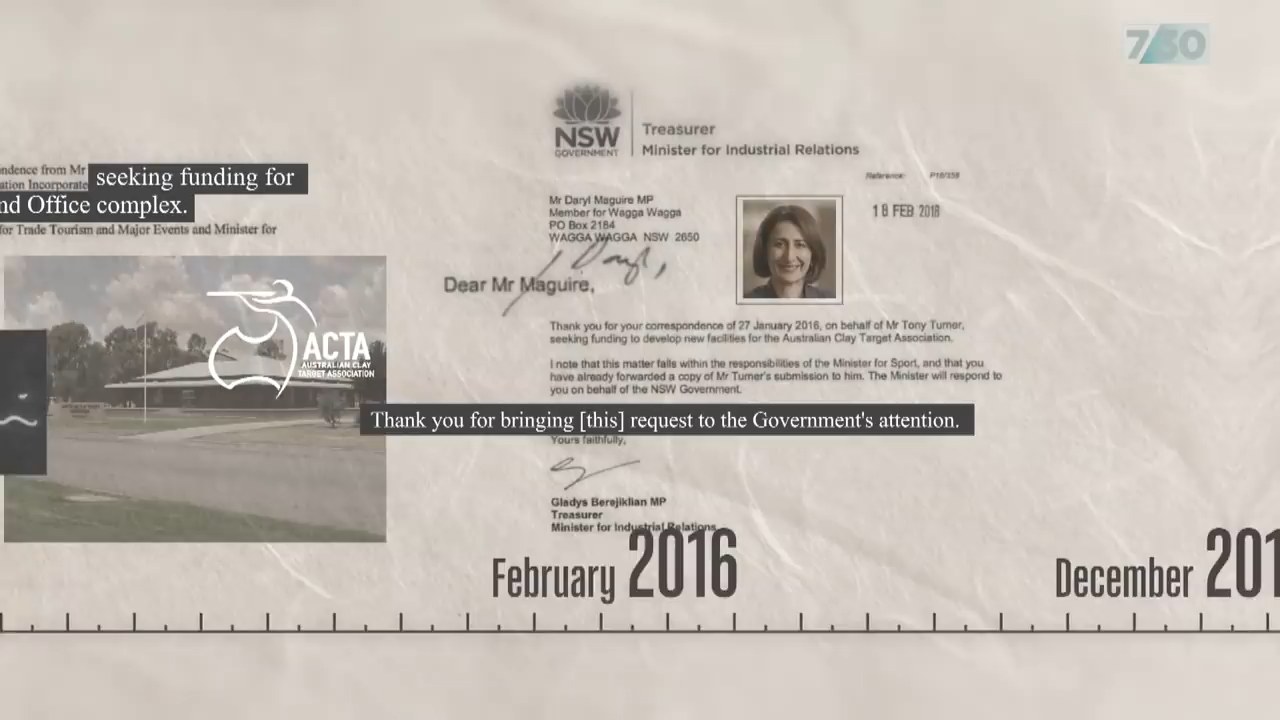 7/30
NSW
GOVERNMENT
Treasurer
Minister for Industrial Relations
Reference: P16/358
18 FEB 2016
Mr Daryl Maguire MP
Member for Wagga Wagga
PO Box 2184
WAGGA WAGGA NSW 2650
Dear Mr Maguire,
Daryl,
Thank you for your correspondence of 27 January 2016, on behalf of Mr Tony Turner,
seeking funding to develop new facilities for the Australian Clay Target Association.
I note that this matter falls within the responsibilities of the Minister for Sport, and that you
have already forwarded a copy of Mr Turner's submission to him. The Minister will respond to
you on behalf of the NSW Government.
Thank you for bringing [this] request to the Government's attention.
Yours faithfully,
Gladys Berejiklian MP
Treasurer
Minister for Industrial Relations
ndence from Mr
ation Incorporate
seeking funding for
nd Office complex.
for Trade Tourism and Major Events and Minister for
ACTA
AUSTRALIAN CLAY
TARGET ASSOCIATION
February 2016
December 201